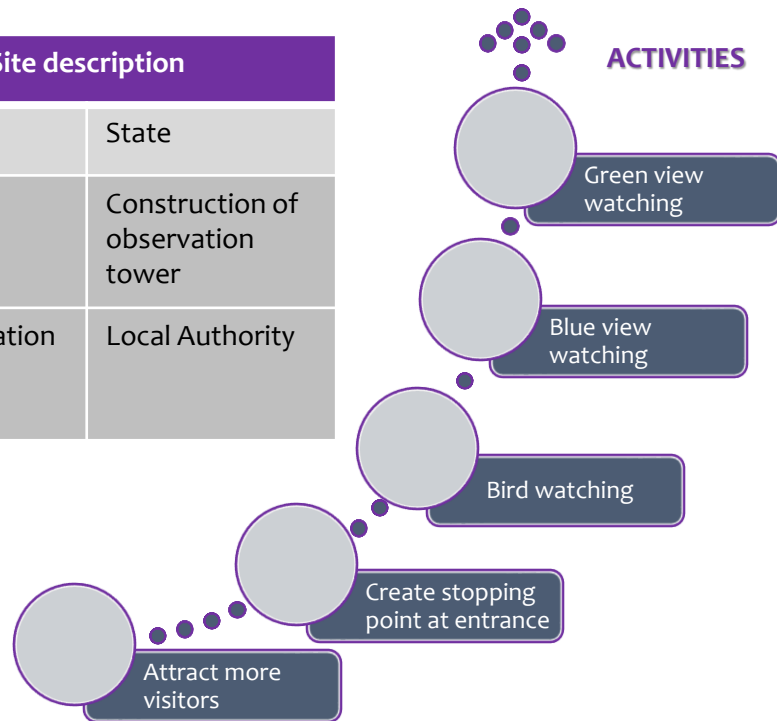 ite description
State
Construction of
observation
tower
ation
Local Authority
ACTIVITIES
Green view
watching
Blue view
watching
Bird watching
Create stopping
point at entrance
Attract more
visitors